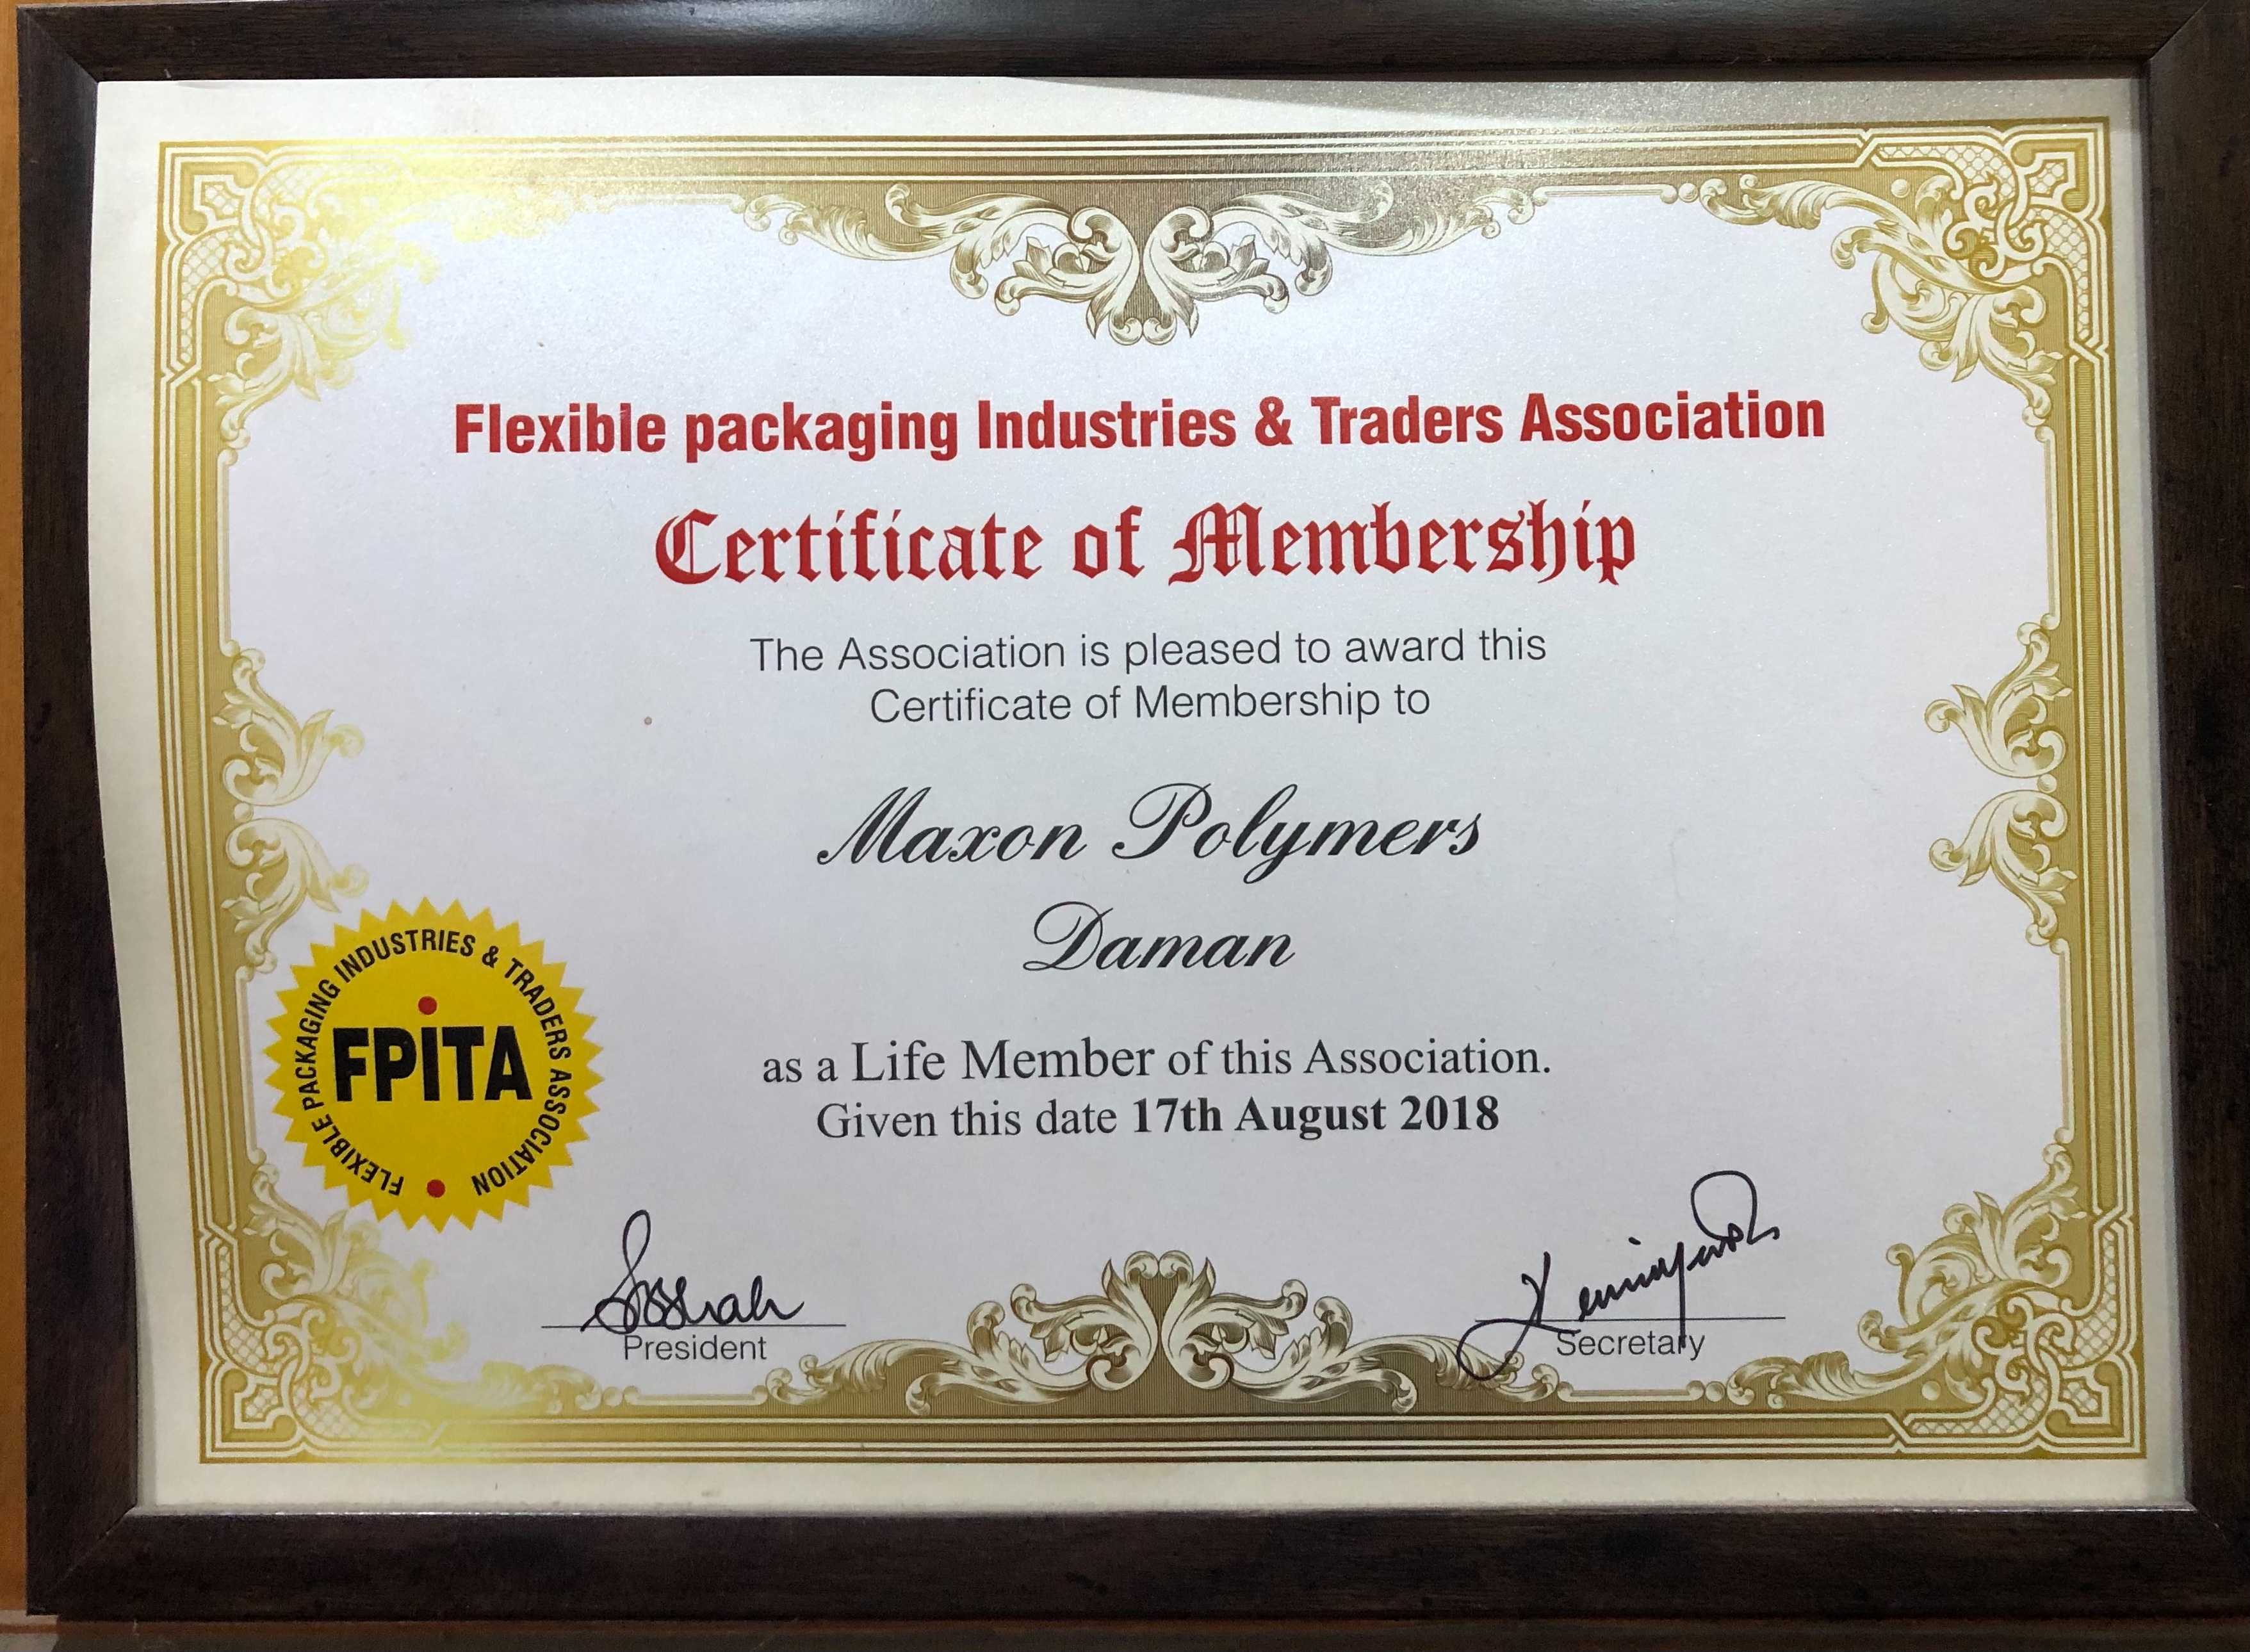 Flexible packaging Industries & Traders Association
Certificate of Membership
The Association is pleased to award this
Certificate of Membership to
Maxon Polymers
Daman
as a Life Member of this Association.
Given this date 17th August 2018
FLEXIBLE PACKAGING INDUSTRIES & TRADERS ASSOCIATION
FPITA
President
Secretary